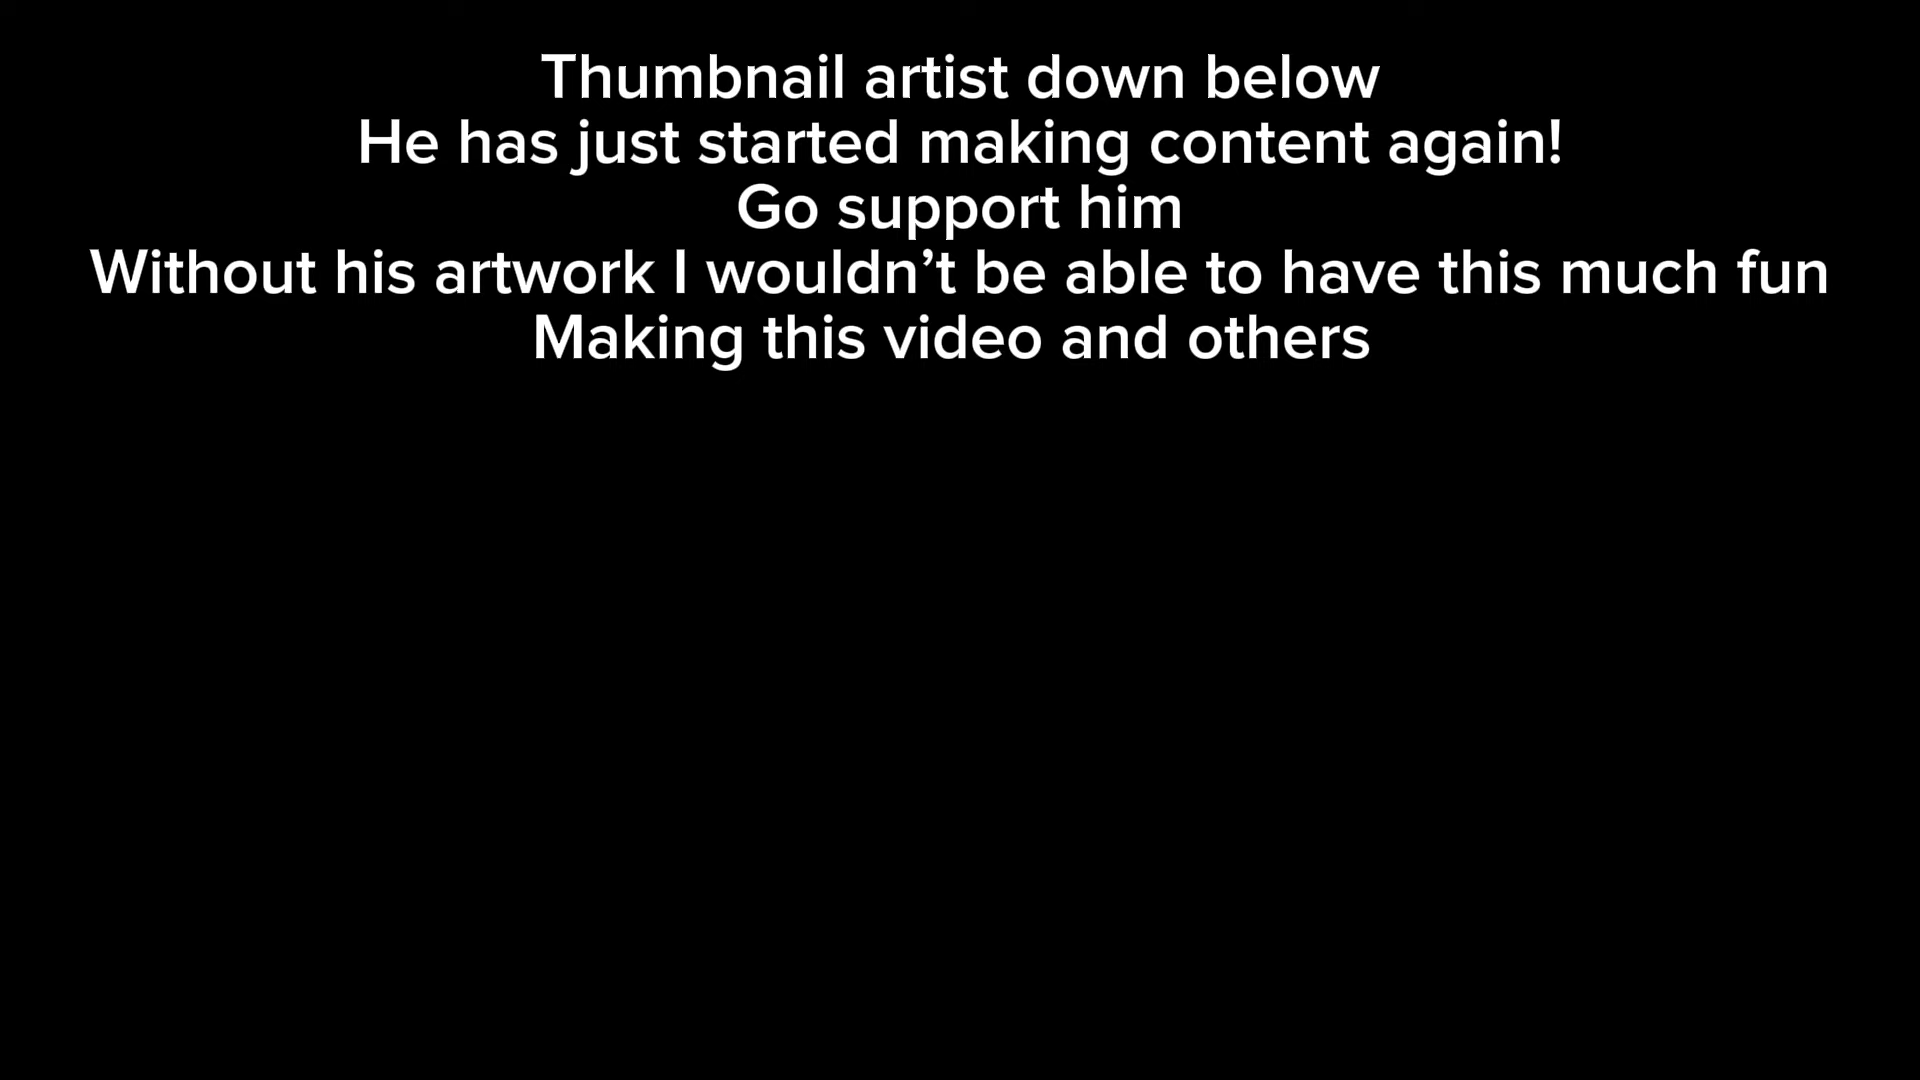 Thumbnail artist down below
He has just started making content again!
Go support him
Without his artwork I wouldn’t be able to have this much fun
Making this video and others